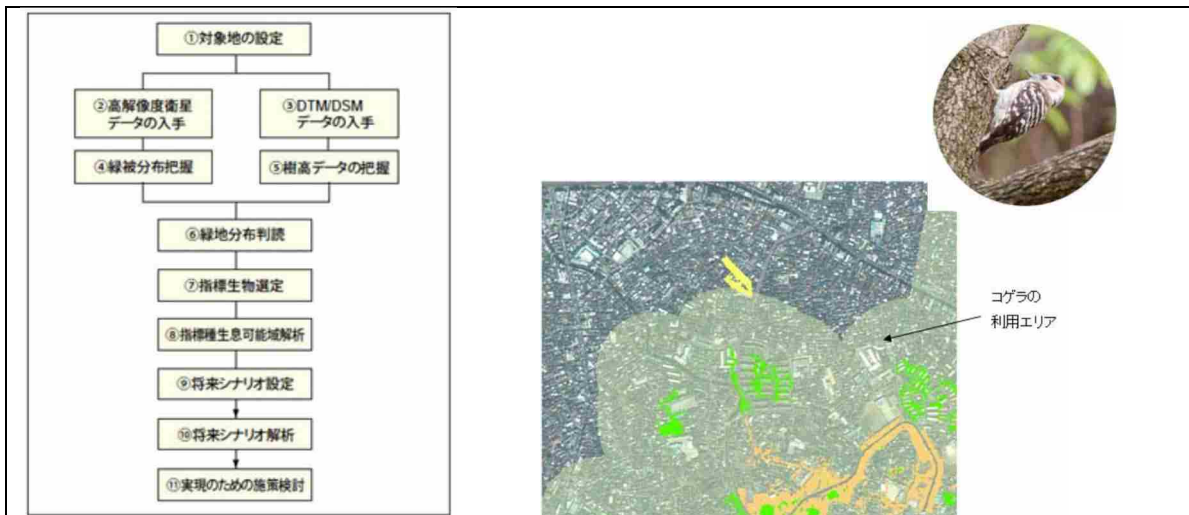 ①対象地の設定
②高解像度衛星
データの入手
③DTM/DSM
データの入手
④緑被分布把握
⑤樹高データの把握
⑥緑地分布判読
⑦指標生物選定
⑧指標種生息可能域解析
⑨将来シナリオ設定
⑩将来シナリオ解析
⑪実現のための施策検討
コゲラの
利用エリア